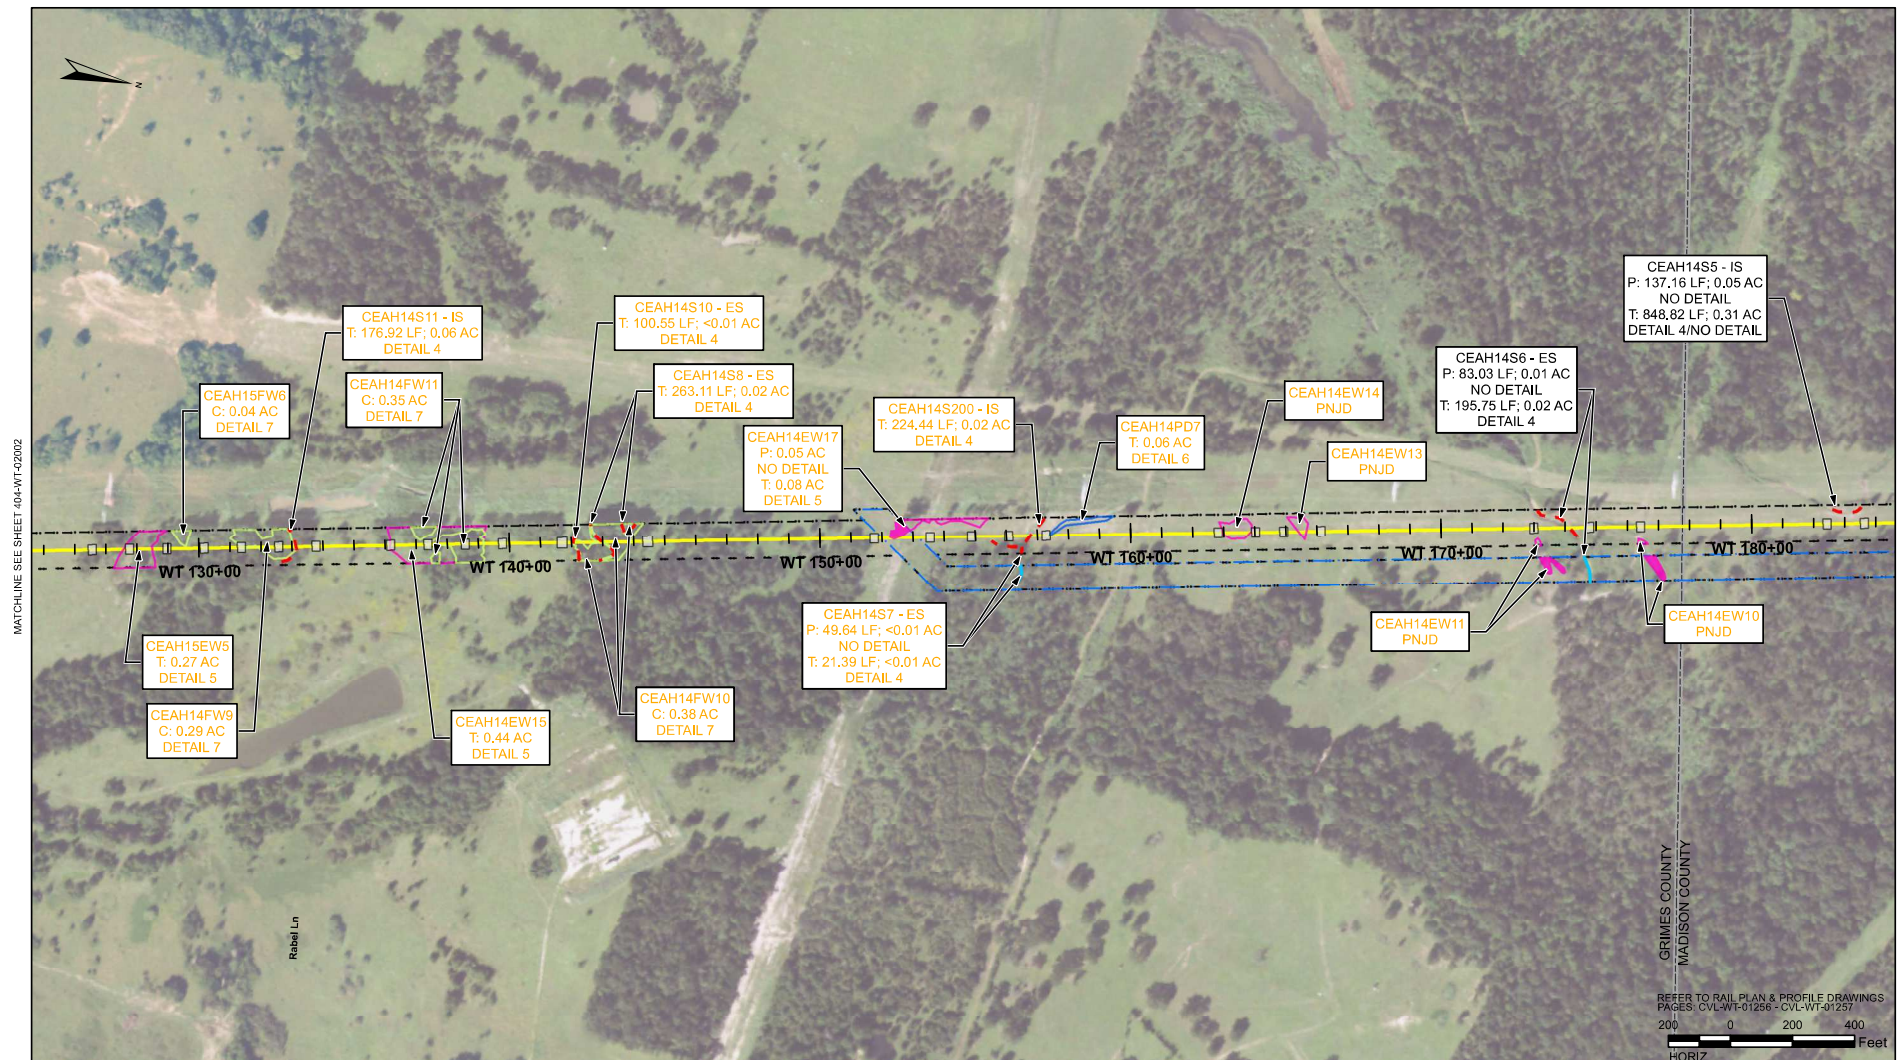 N
MATCHLINE SEE SHEET 404-WT-02002
CEAH15FW6
C: 0.04 AC
DETAIL 7
CEAH14S11 - IS
T: 176.92 LF; 0.06 AC
DETAIL 4
CEAH14FW11
C: 0.35 AC
DETAIL 7
CEAH14S10 - ES
T: 100.55 LF; <0.01 AC
DETAIL 4
CEAH14S8 - ES
T: 263.11 LF; 0.02 AC
DETAIL 4
CEAH14EW17
P: 0.05 AC
NO DETAIL
T: 0.08 AC
DETAIL 5
CEAH14S200 - IS
T: 224.44 LF; 0.02 AC
DETAIL 4
CEAH14PD7
T: 0.06 AC
DETAIL 6
CEAH14EW14
PNJD
CEAH14EW13
PNJD
CEAH14S6 - ES
P: 83.03 LF; 0.01 AC
NO DETAIL
T: 195.75 LF; 0.02 AC
DETAIL 4
CEAH14S5 - IS
P: 137.16 LF; 0.05 AC
NO DETAIL
T: 848.82 LF; 0.31 AC
DETAIL 4/NO DETAIL
WT 130+00
WT 140+00
WT 150+00
WT 160+00
WT 170+00
WT 180+00
CEAH15EW5
T: 0.27 AC
DETAIL 5
CEAH14FW9
C: 0.29 AC
DETAIL 7
CEAH14EW15
T: 0.44 AC
DETAIL 5
CEAH14FW10
C: 0.38 AC
DETAIL 7
CEAH14S7 - ES
P: 49.64 LF; <0.01 AC
NO DETAIL
T: 21.39 LF; <0.01 AC
DETAIL 4
CEAH14EW11
PNJD
CEAH14EW10
PNJD
Rabel Ln
GRIMES COUNTY
MADISON COUNTY
REFER TO RAIL PLAN & PROFILE DRAWINGS
PAGES: CVL-WT-01256 - CVL-WT-01257
200 0 200 400
Feet
HORIZ